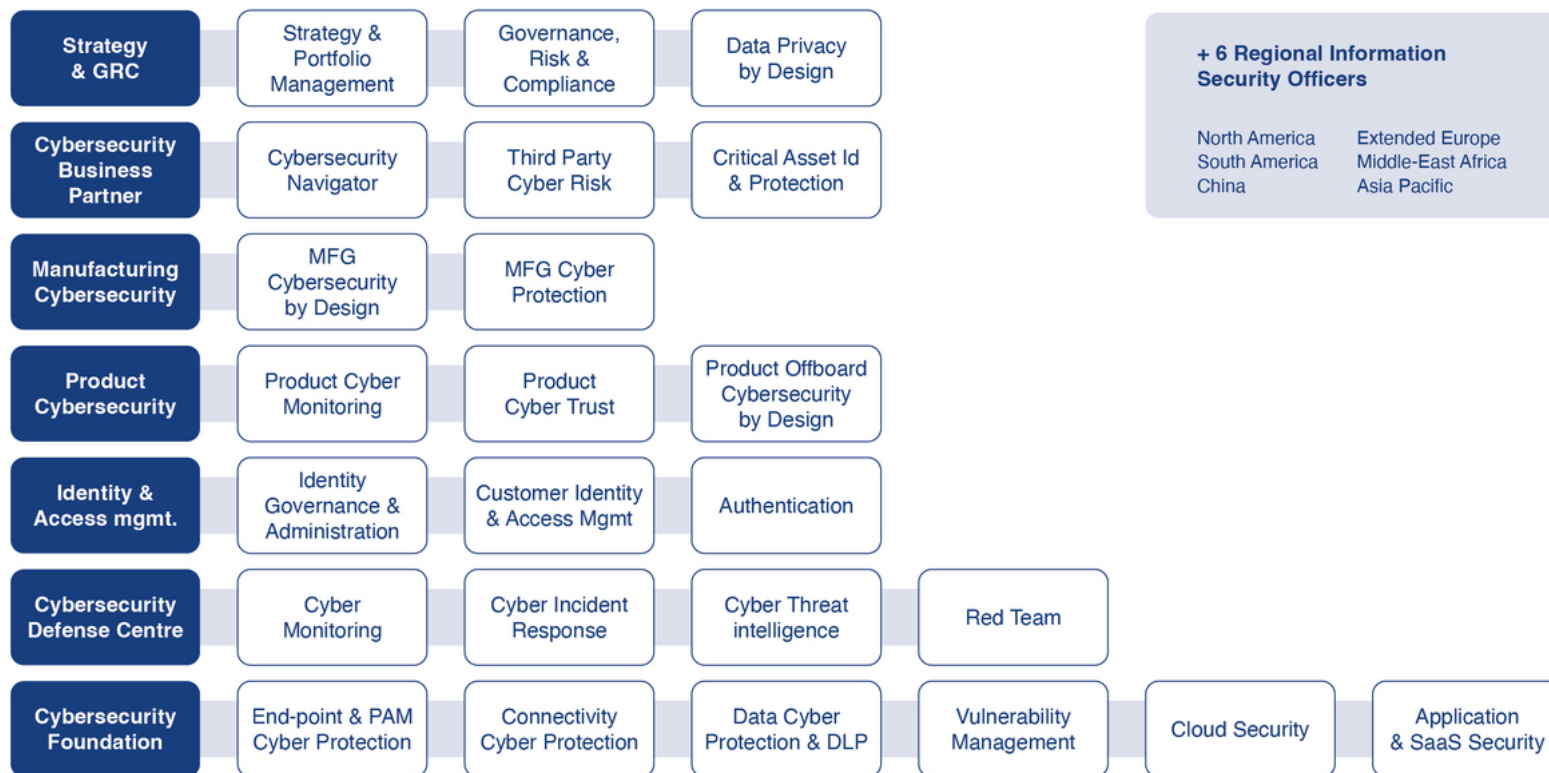 Strategy
& GRC
Strategy &
Portfolio
Management
Governance,
Risk &
Compliance
Data Privacy
by Design
+ 6 Regional Information
Security Officers
North America
South America
China
Extended Europe
Middle-East Africa
Asia Pacific
Cybersecurity
Business
Partner
Cybersecurity
Navigator
Third Party
Cyber Risk
Critical Asset Id
& Protection
Manufacturing
Cybersecurity
MFG
Cybersecurity
by Design
MFG Cyber
Protection
Product
Cybersecurity
Product Cyber
Monitoring
Product
Cyber Trust
Product Offboard
Cybersecurity
by Design
Identity &
Access mgmt.
Identity
Governance &
Administration
Customer Identity
& Access Mgmt
Authentication
Cybersecurity
Defense Centre
Cyber
Monitoring
Cyber Incident
Response
Cyber Threat
intelligence
Red Team
Cybersecurity
Foundation
End-point & PAM
Cyber Protection
Connectivity
Cyber Protection
Data Cyber
Protection & DLP
Vulnerability
Management
Cloud Security
Application
& SaaS Security